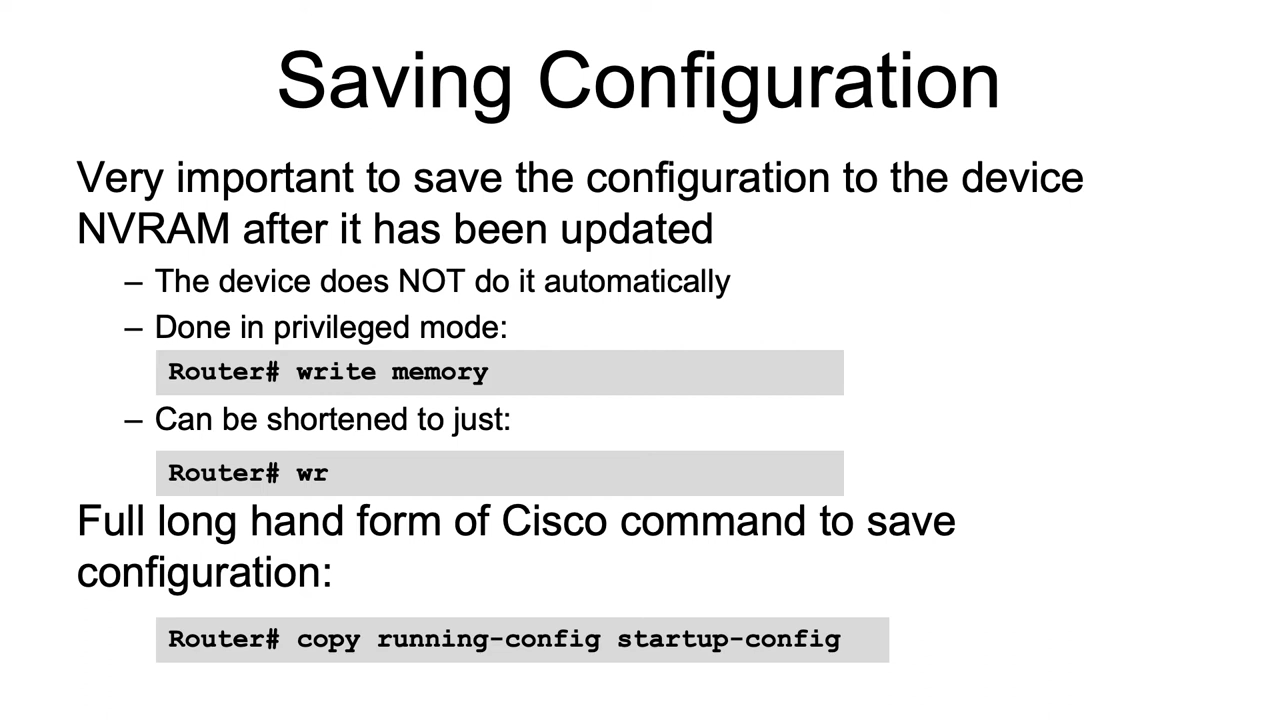 Saving Configuration
Very important to save the configuration to the device
NVRAM after it has been updated
– The device does NOT do it automatically
– Done in privileged mode:
Router# write memory
– Can be shortened to just:
Router# wr
Full long hand form of Cisco command to save
configuration:
Router# copy running-config startup-config